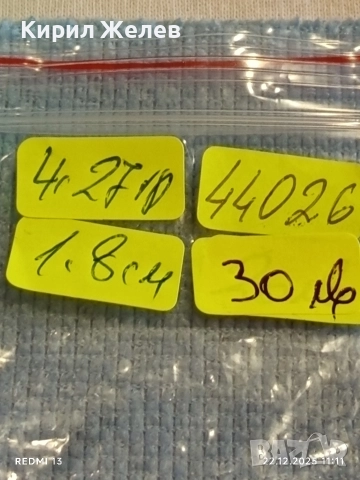 Кирил Желев
4.27гр
44026
1.8см
30лв
REDMI 13
22.12.2025 11:11